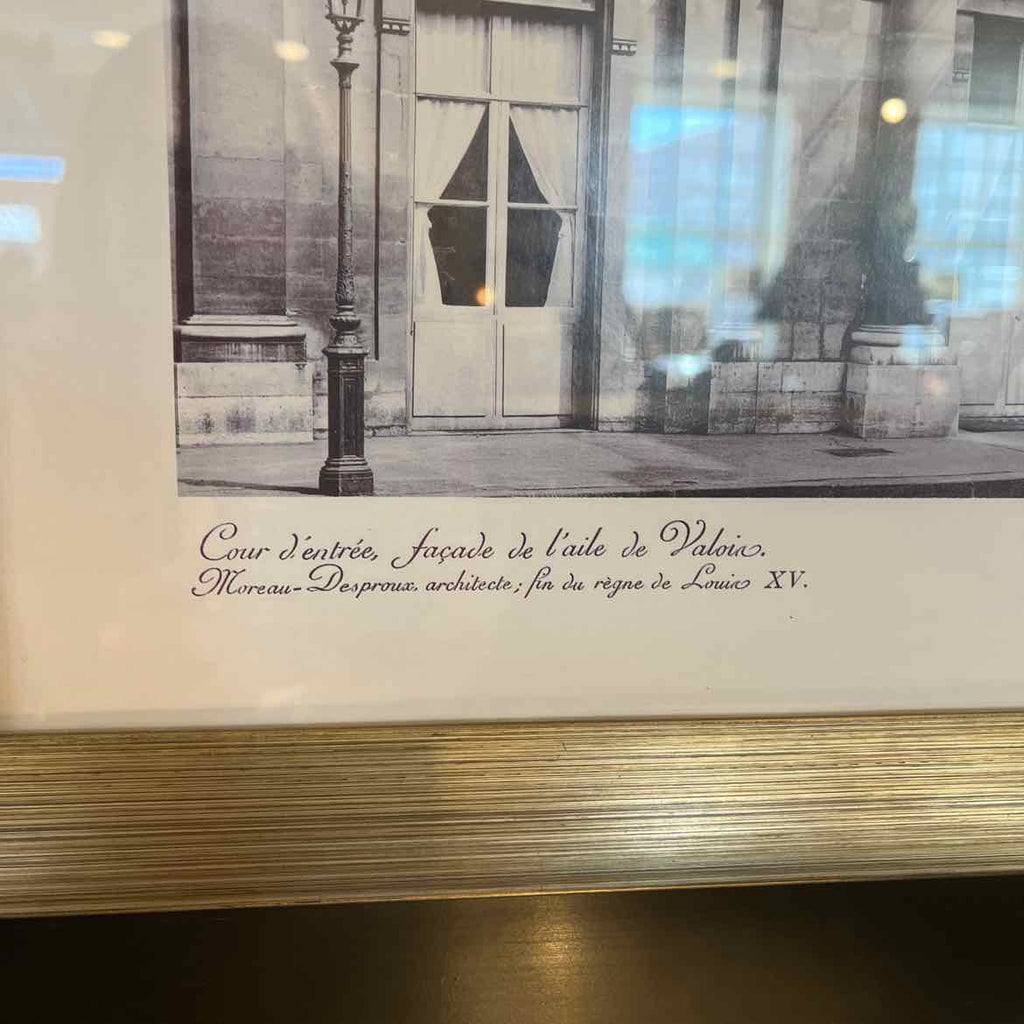 Cour d'entrée, façade de l'aile de Valois.
Moreau-Desproux, architecte; fin du règne de Louis XV.